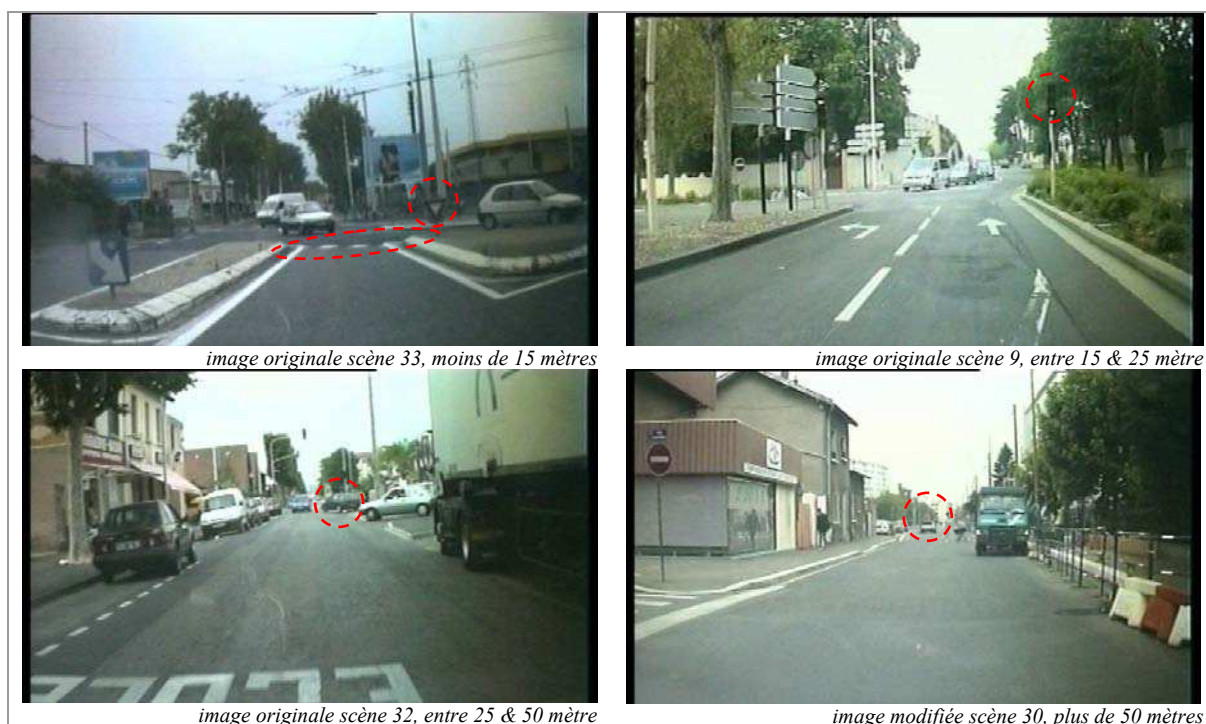 image originale scène 33, moins de 15 mètres
image originale scène 9, entre 15 & 25 mètre
image originale scène 32, entre 25 & 50 mètre
image modifiée scène 30, plus de 50 mètres